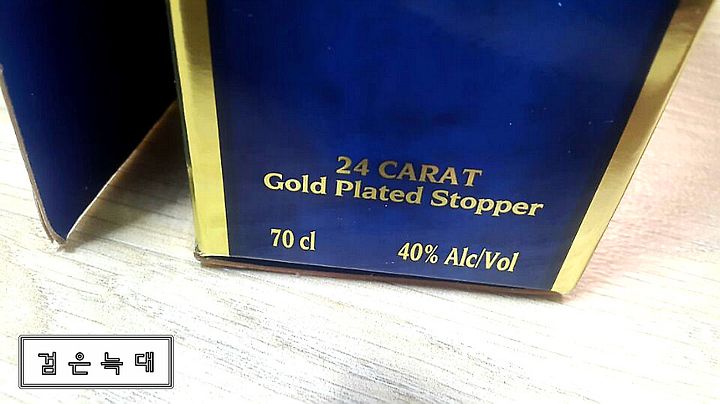 24 CARAT
Gold Plated Stopper
70 cl
40% Alc/Vol
검은늑대